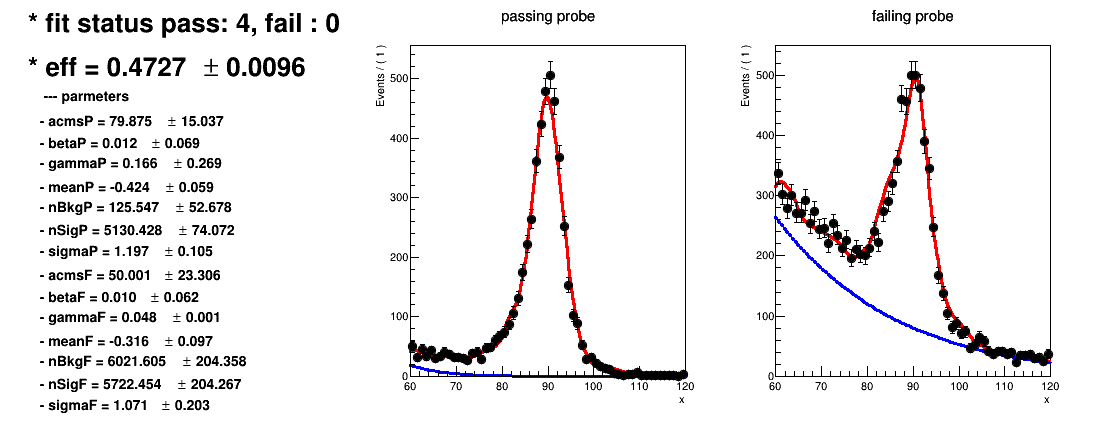 * fit status pass: 4, fail : 0
* eff = 0.4727 ± 0.0096
--- parmeters
- acmsP = 79.875 ± 15.037
- betaP = 0.012 ± 0.069
- gammaP = 0.166 ± 0.269
- meanP = -0.424 ± 0.059
- nBkgP = 125.547 ± 52.678
- nSigP = 5130.428 ± 74.072
- sigmaP = 1.197 ± 0.105
- acmsF = 50.001 ± 23.306
- betaF = 0.010 ± 0.062
- gammaF = 0.048 ± 0.001
- meanF = -0.316 ± 0.097
- nBkgF = 6021.605 ± 204.358
- nSigF = 5722.454 ± 204.267
- sigmaF = 1.071 ± 0.203
passing probe
Events / ( 1 )
500
400
300
200
100
0
60 70 80 90 100 110 120
x
failing probe
Events / ( 1 )
500
400
300
200
100
0
60 70 80 90 100 110 120
x